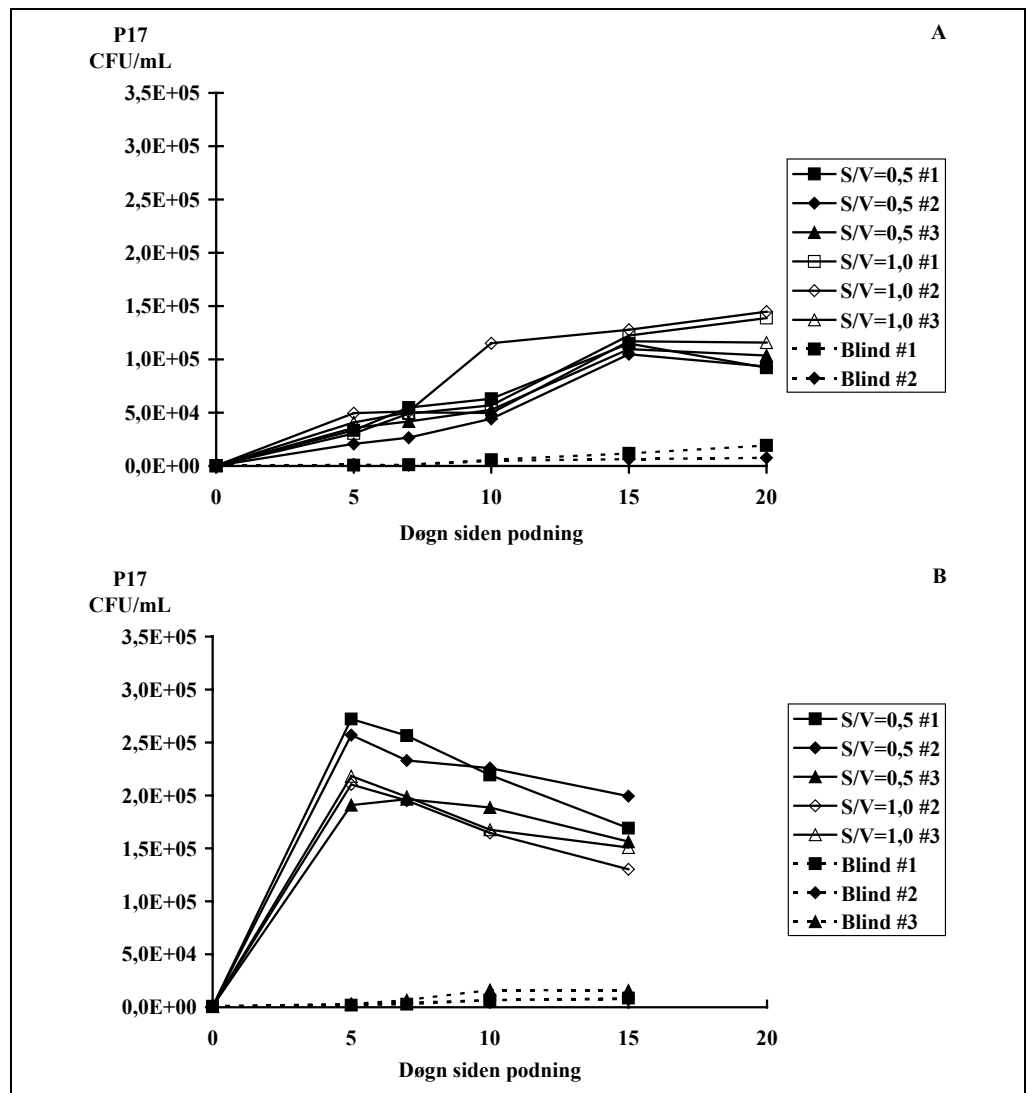 P17
CFU/mL
A
3,5E+05
3,0E+05
2,5E+05
2,0E+05
1,5E+05
1,0E+05
5,0E+04
0,0E+00
0 5 10 15 20
Døgn siden podning
S/V=0,5 #1
S/V=0,5 #2
S/V=0,5 #3
S/V=1,0 #1
S/V=1,0 #2
S/V=1,0 #3
Blind #1
Blind #2
P17
CFU/mL
B
3,5E+05
3,0E+05
2,5E+05
2,0E+05
1,5E+05
1,0E+05
5,0E+04
0,0E+00
0 5 10 15 20
Døgn siden podning
S/V=0,5 #1
S/V=0,5 #2
S/V=0,5 #3
S/V=1,0 #2
S/V=1,0 #3
Blind #1
Blind #2
Blind #3